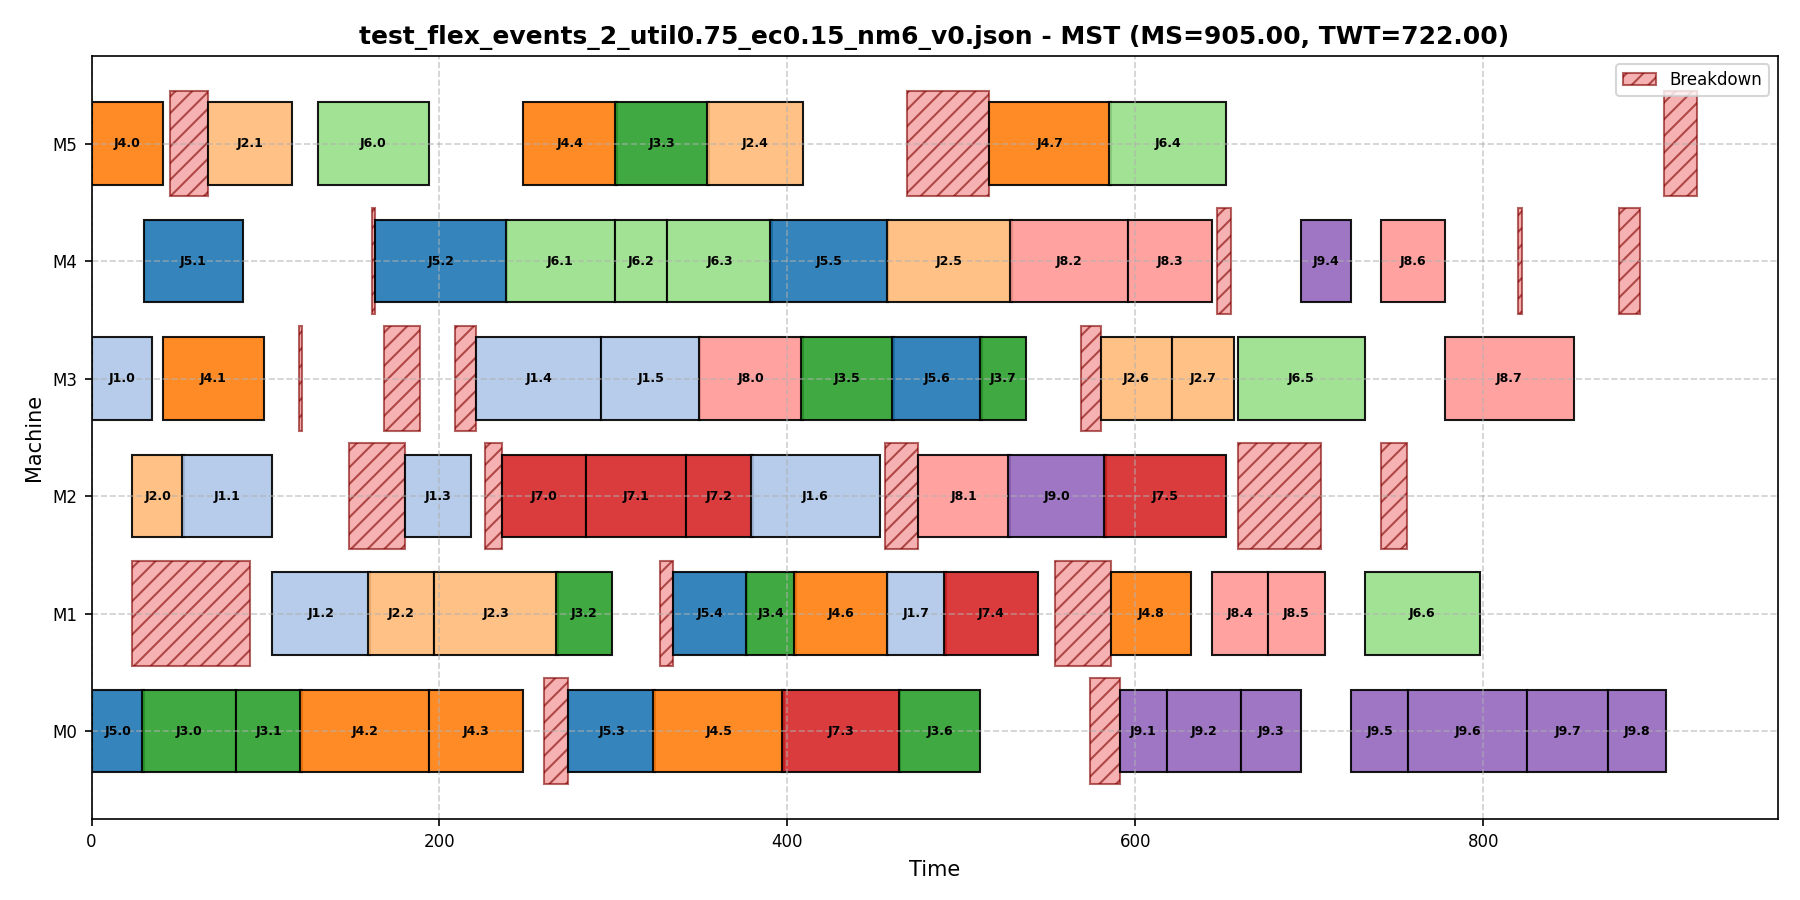 test_flex_events_2_util0.75_ec0.15_nm6_v0.json - MST (MS=905.00, TWT=722.00)
Breakdown
M5
J4.0 J2.1 J6.0 J4.4 J3.3 J2.4 J4.7 J6.4
M4
J5.1 J5.2 J6.1 J6.2 J6.3 J5.5 J2.5 J8.2 J8.3 J9.4 J8.6
M3
J1.0 J4.1 J1.4 J1.5 J8.0 J3.5 J5.6 J3.7 J2.6 J2.7 J6.5 J8.7
M2
J2.0 J1.1 J1.3 J7.0 J7.1 J7.2 J1.6 J8.1 J9.0 J7.5
M1
J1.2 J2.2 J2.3 J3.2 J5.4 J3.4 J4.6 J1.7 J7.4 J4.8 J8.4 J8.5 J6.6
M0
J5.0 J3.0 J3.1 J4.2 J4.3 J5.3 J4.5 J7.3 J3.6 J9.1 J9.2 J9.3 J9.5 J9.6 J9.7 J9.8
Machine
0 200 400 600 800
Time